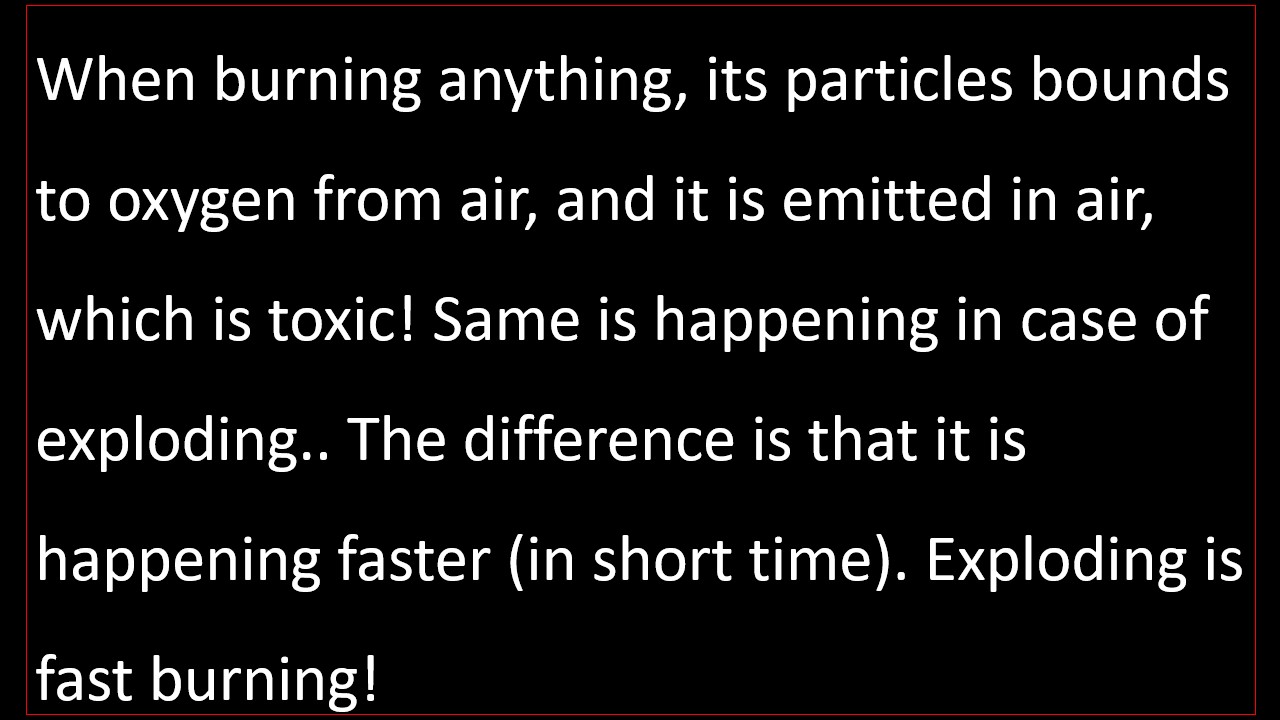 When burning anything, its particles bounds
to oxygen from air, and it is emitted in air,
which is toxic! Same is happening in case of
exploding.. The difference is that it is
happening faster (in short time). Exploding is
fast burning!